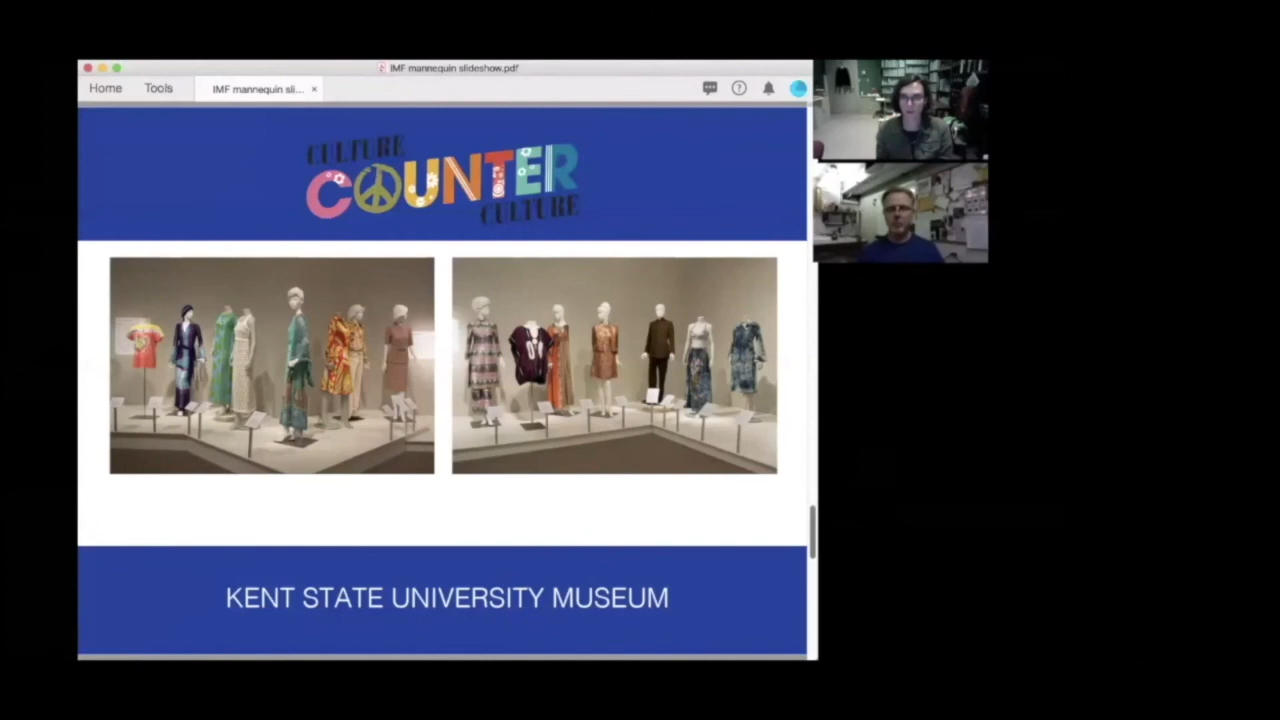 IMF mannequin slideshow.pdf
Home
Tools
IMF mannequin sli... ×
CULTURE
COUNTER
CULTURE
KENT STATE UNIVERSITY MUSEUM